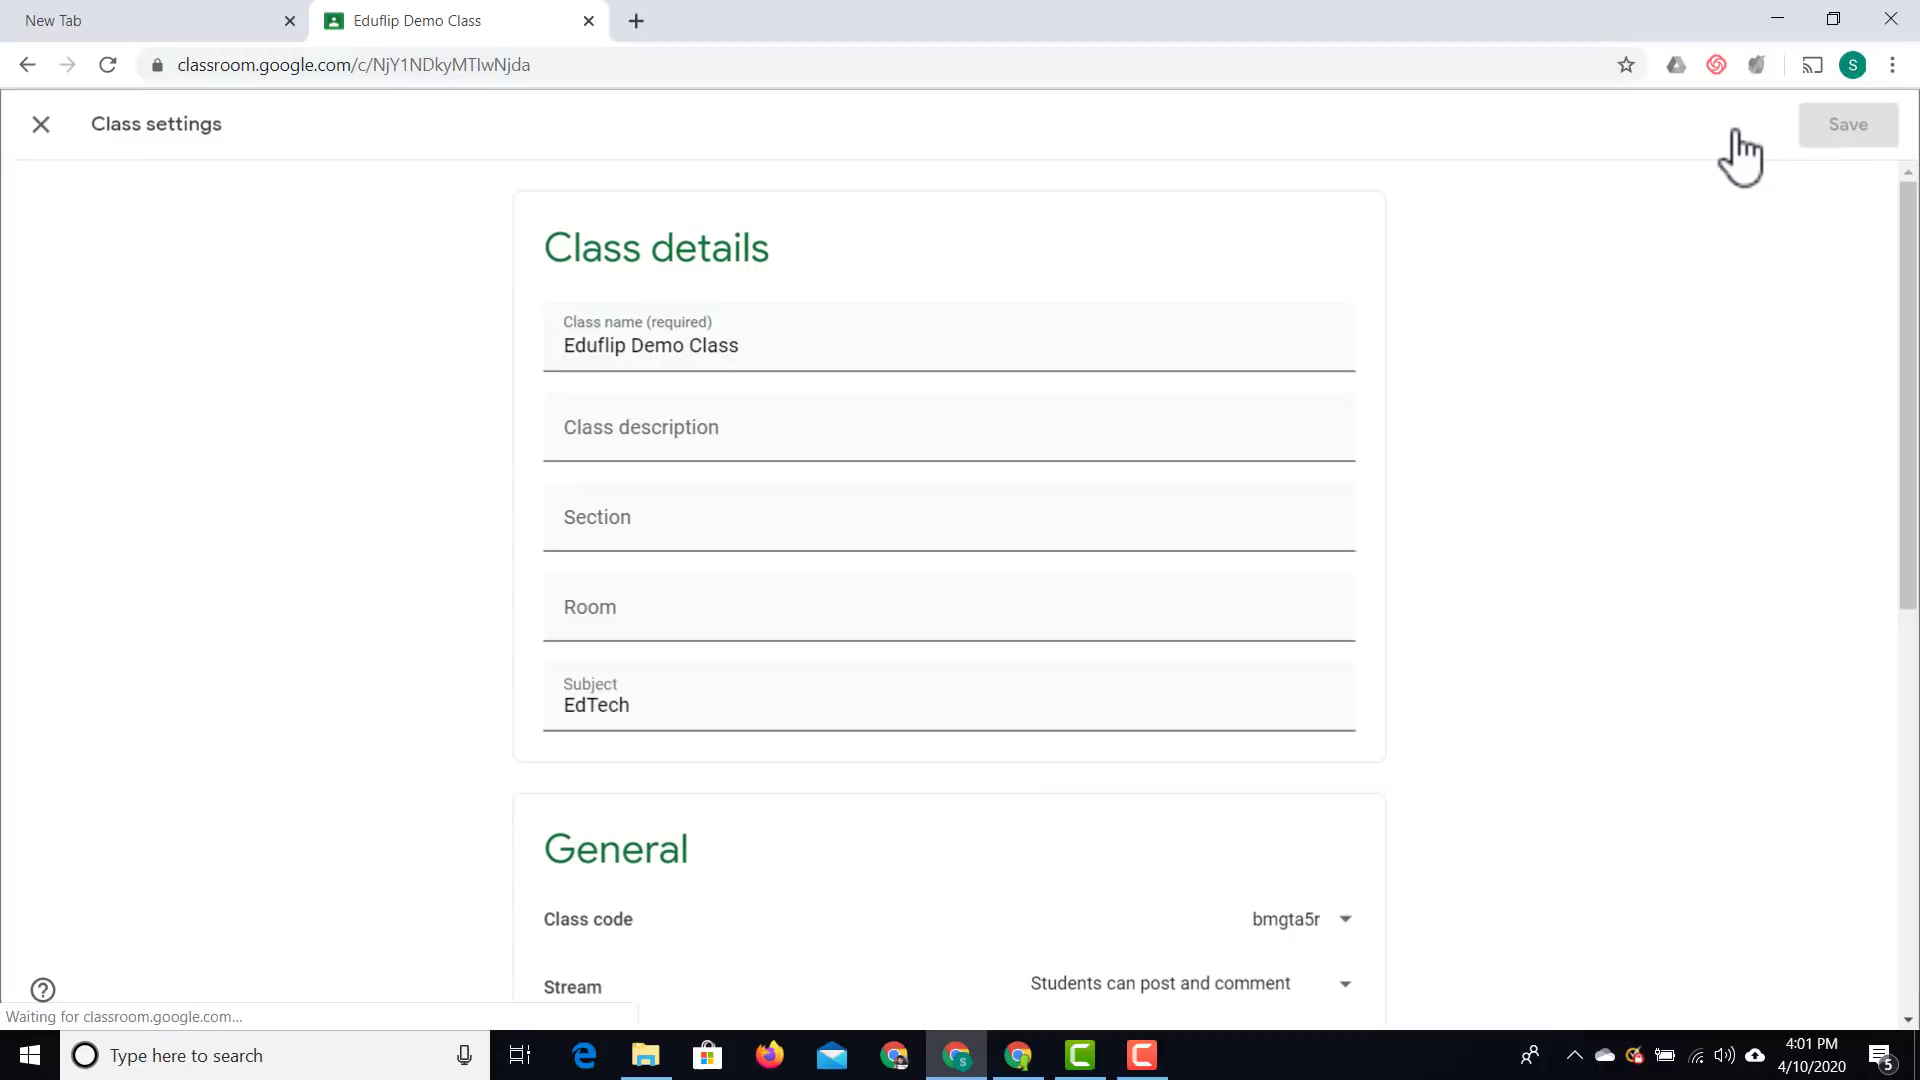 New Tab
Eduflip Demo Class
classroom.google.com/c/NjY1NDkyMTIwNjda
S
Class settings
Save
Class details
Class name (required)
Eduflip Demo Class
Class description
Section
Room
Subject
EdTech
General
Class code
bmgta5r
Stream
Students can post and comment
Waiting for classroom.google.com...
Type here to search
4:01 PM
4/10/2020
5